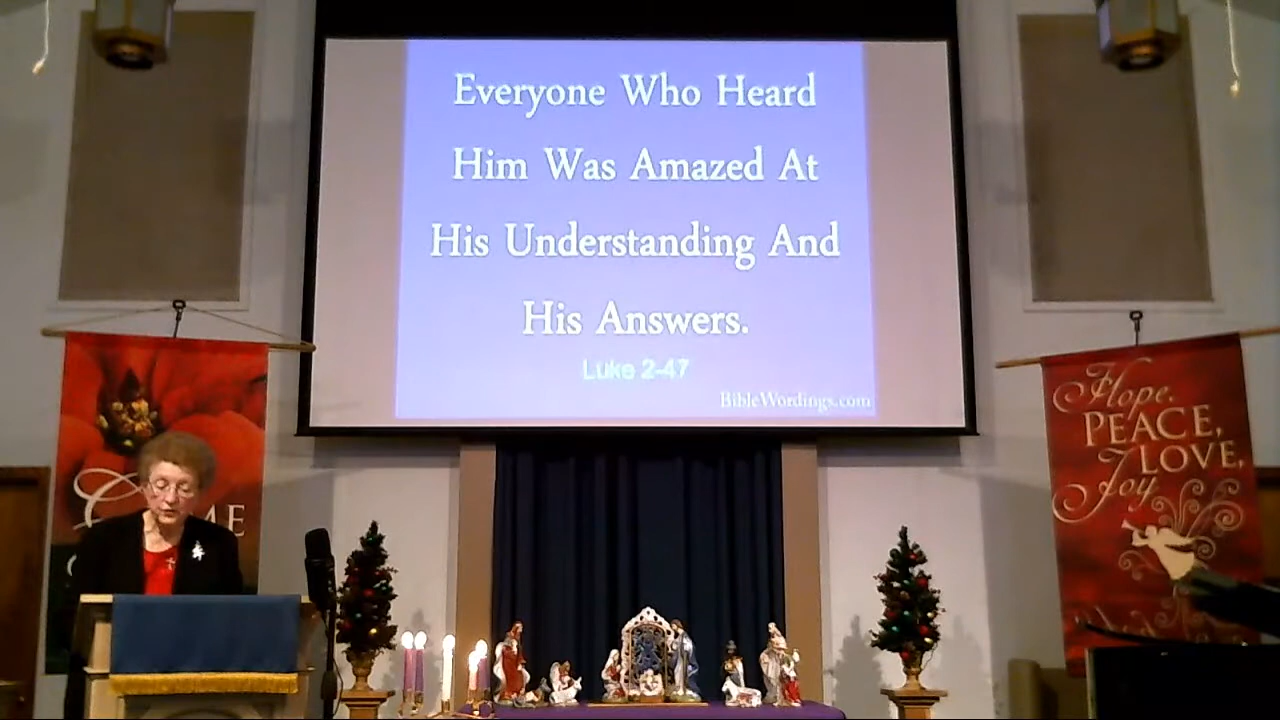 Everyone Who Heard
Him Was Amazed At
His Understanding And
His Answers.
Luke 2-47
BibleWordings.com
Hope,
PEACE,
LOVE,
Joy